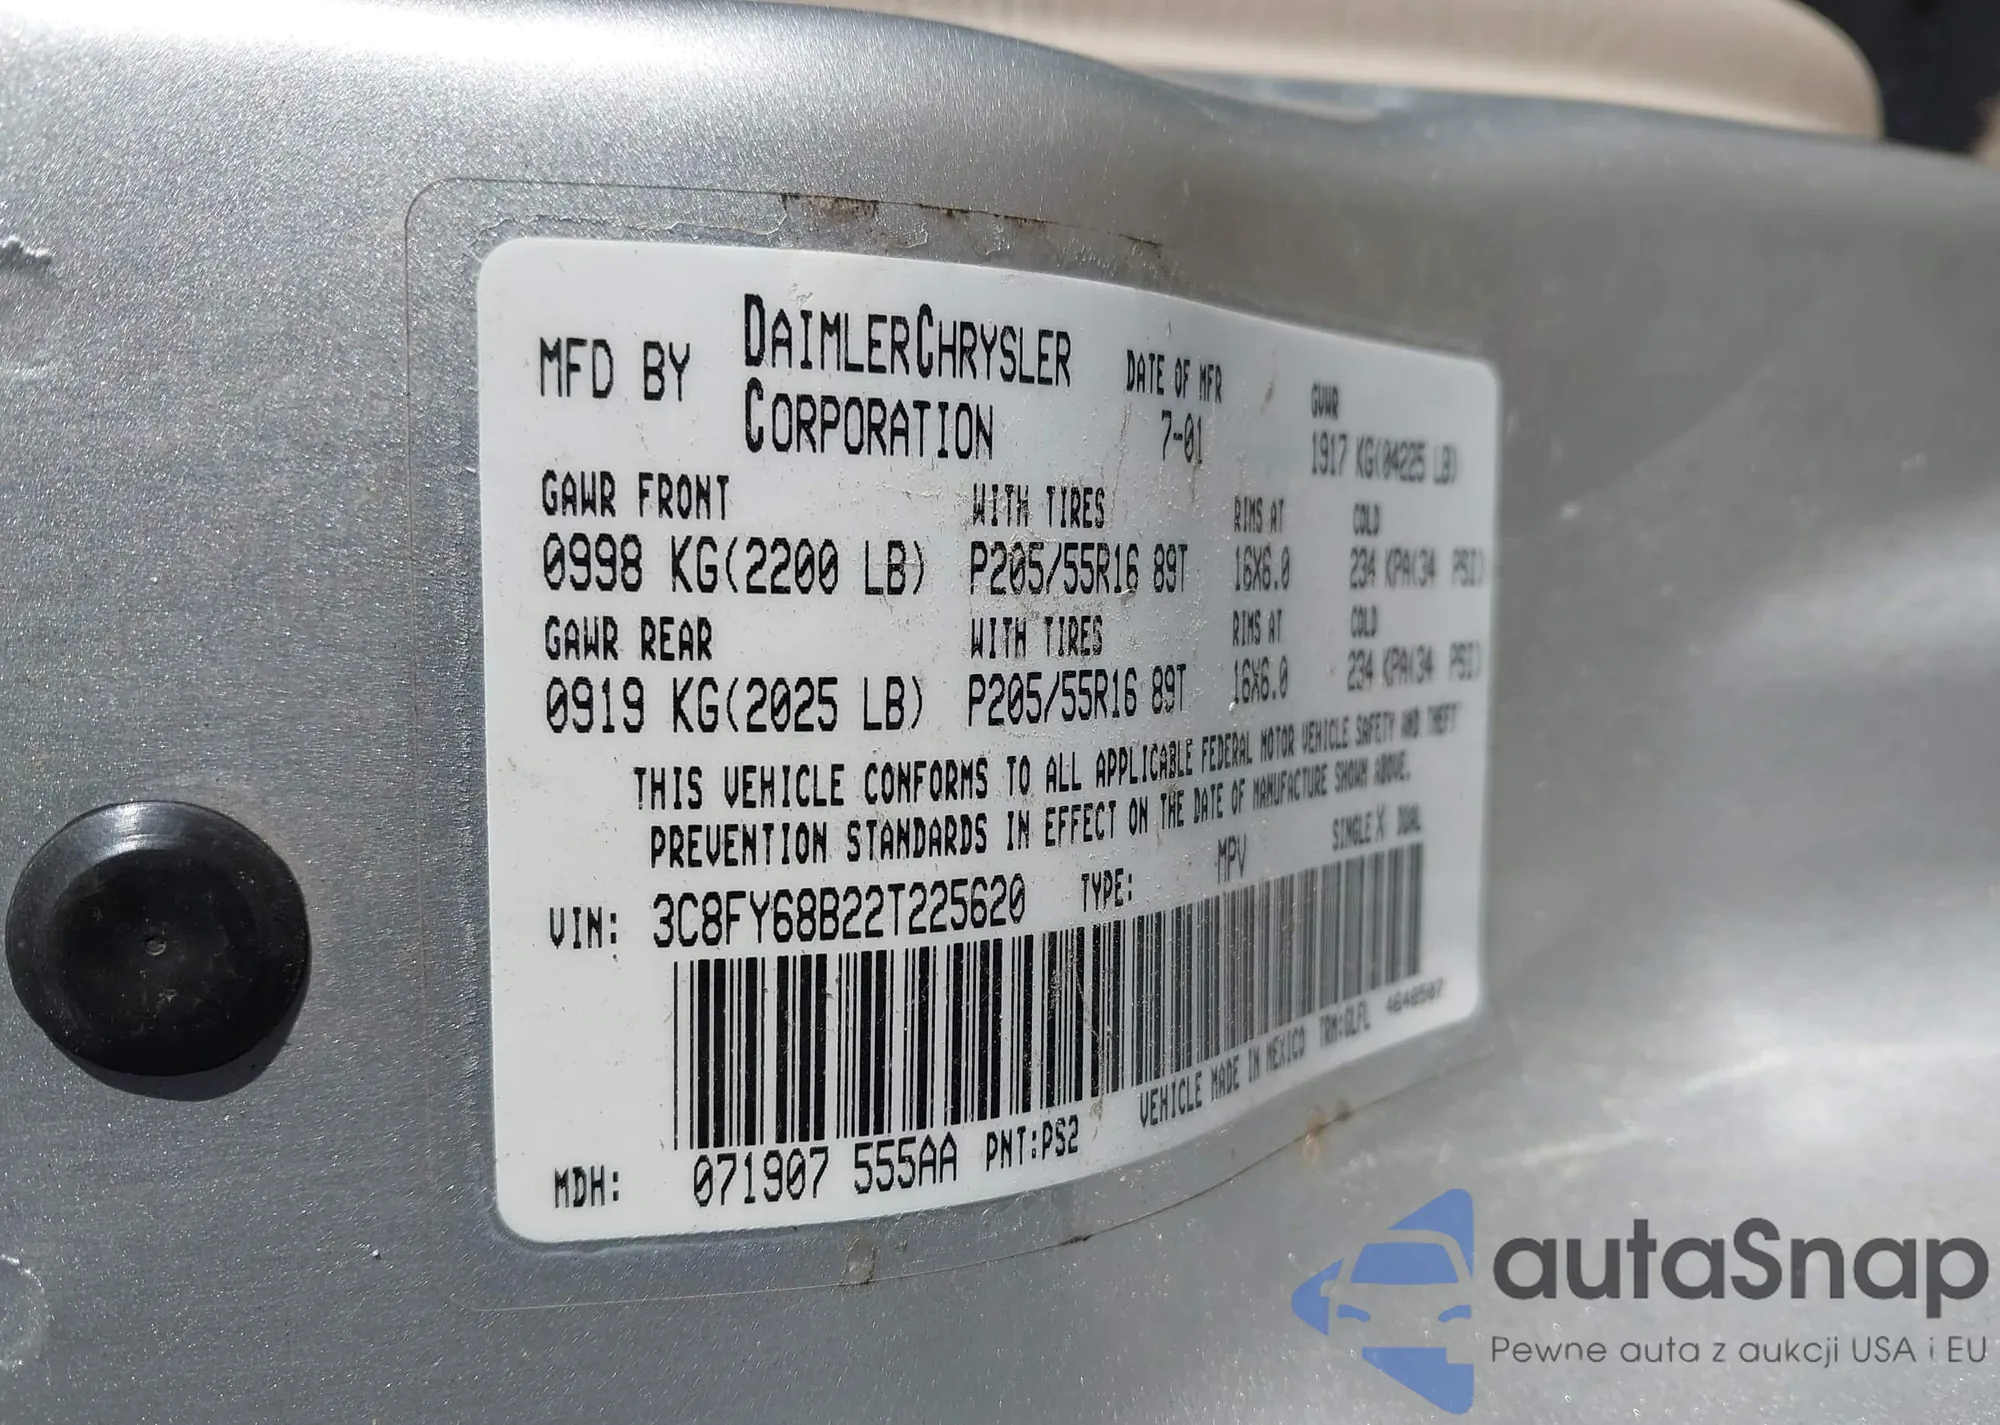 MFD BY DAIMLERCHRYSLER CORPORATION
DATE OF MFR
7-01
GVWR
1917 KG(04225 LB)
GAWR FRONT WITH TIRES RIMS AT COLD
0998 KG(2200 LB) P205/55R16 89T 16X6.0 234 KPA(34 PSI)
GAWR REAR WITH TIRES RIMS AT COLD
0919 KG(2025 LB) P205/55R16 89T 16X6.0 234 KPA(34 PSI)
THIS VEHICLE CONFORMS TO ALL APPLICABLE FEDERAL MOTOR VEHICLE SAFETY AND THEFT
PREVENTION STANDARDS IN EFFECT ON THE DATE OF MANUFACTURE SHOWN ABOVE.
VIN: 3C8FY68B22T225620 TYPE: MPV SINGLE X DUAL
MDH: 071907 555AA PNT:PS2 VEHICLE MADE IN MEXICO TRM:GLFL 4648507
autaSnap
Pewne auta z aukcji USA i EU